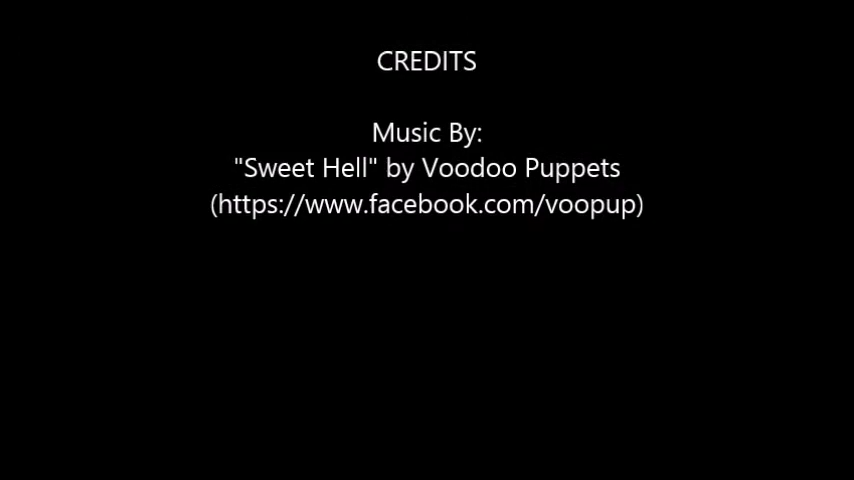 CREDITS
Music By:
"Sweet Hell" by Voodoo Puppets
(https://www.facebook.com/voopup)